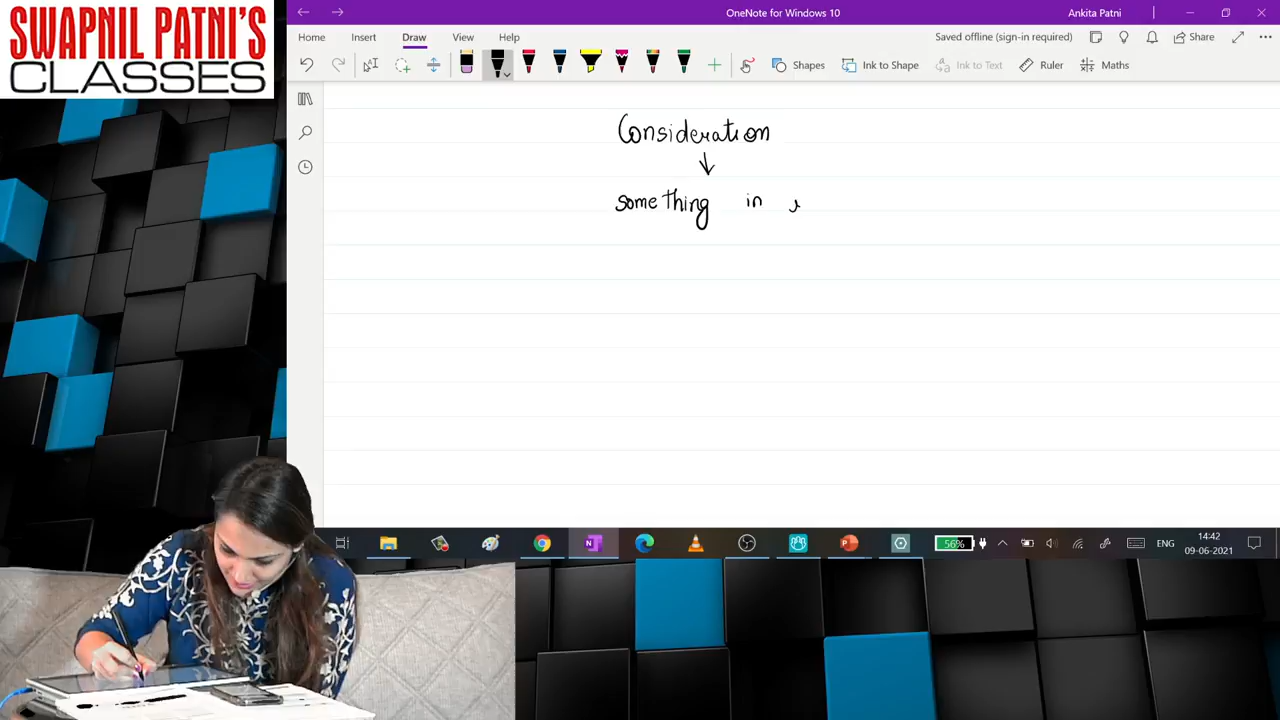 SWAPNIL PATNI'S
CLASSES
OneNote for Windows 10
Ankita Patni
Home Insert Draw View Help
Saved offline (sign-in required)
Share
Shapes
Ink to Shape
Ink to Text
Ruler
Maths
Consideration
something in
56%
ENG
14:42
09-06-2021